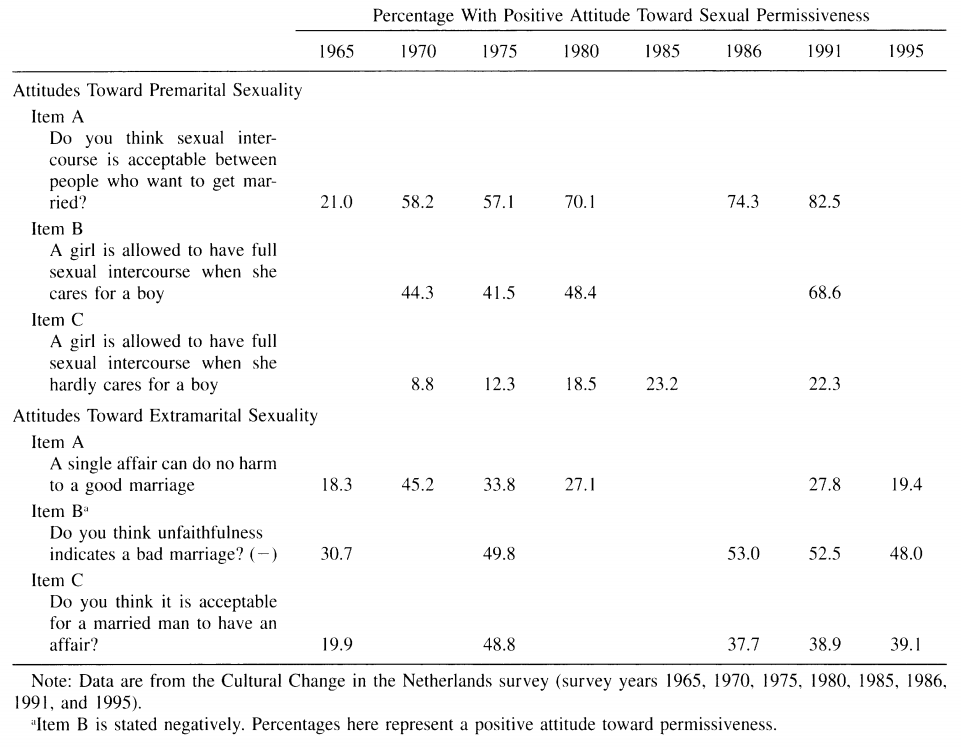 Percentage With Positive Attitude Toward Sexual Permissiveness
1965 1970 1975 1980 1985 1986 1991 1995
Attitudes Toward Premarital Sexuality
Item A
Do you think sexual inter-
course is acceptable between
people who want to get mar-
ried? 21.0 58.2 57.1 70.1 74.3 82.5
Item B
A girl is allowed to have full
sexual intercourse when she
cares for a boy 44.3 41.5 48.4 68.6
Item C
A girl is allowed to have full
sexual intercourse when she
hardly cares for a boy 8.8 12.3 18.5 23.2 22.3
Attitudes Toward Extramarital Sexuality
Item A
A single affair can do no harm
to a good marriage 18.3 45.2 33.8 27.1 27.8 19.4
Item Bᵃ
Do you think unfaithfulness
indicates a bad marriage? (−) 30.7 49.8 53.0 52.5 48.0
Item C
Do you think it is acceptable
for a married man to have an
affair? 19.9 48.8 37.7 38.9 39.1
Note: Data are from the Cultural Change in the Netherlands survey (survey years 1965, 1970, 1975, 1980, 1985, 1986,
1991, and 1995).
ᵃItem B is stated negatively. Percentages here represent a positive attitude toward permissiveness.